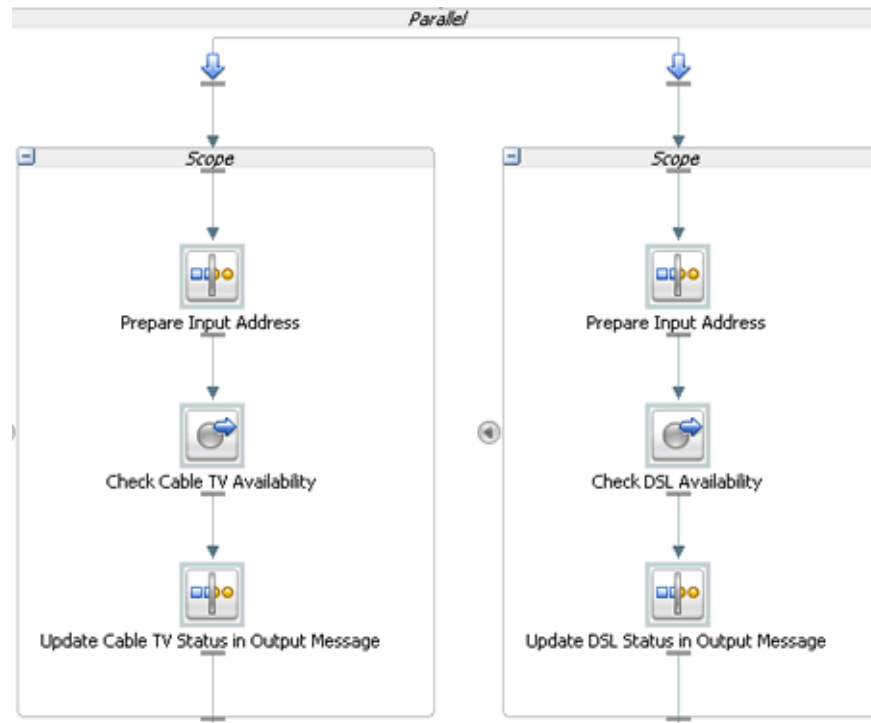 Parallel
Scope
Scope
Prepare Input Address
Prepare Input Address
Check Cable TV Availability
Check DSL Availability
Update Cable TV Status in Output Message
Update DSL Status in Output Message